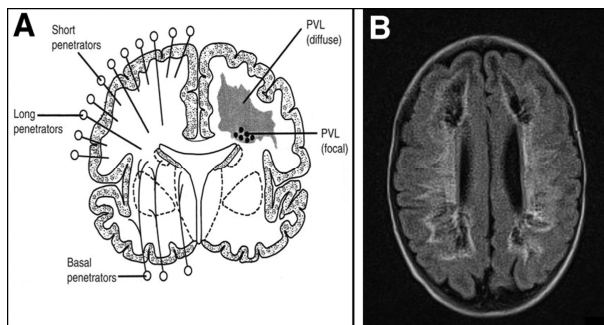 A
Short
penetrators
PVL
(diffuse)
Long
penetrators
PVL
(focal)
Basal
penetrators
B